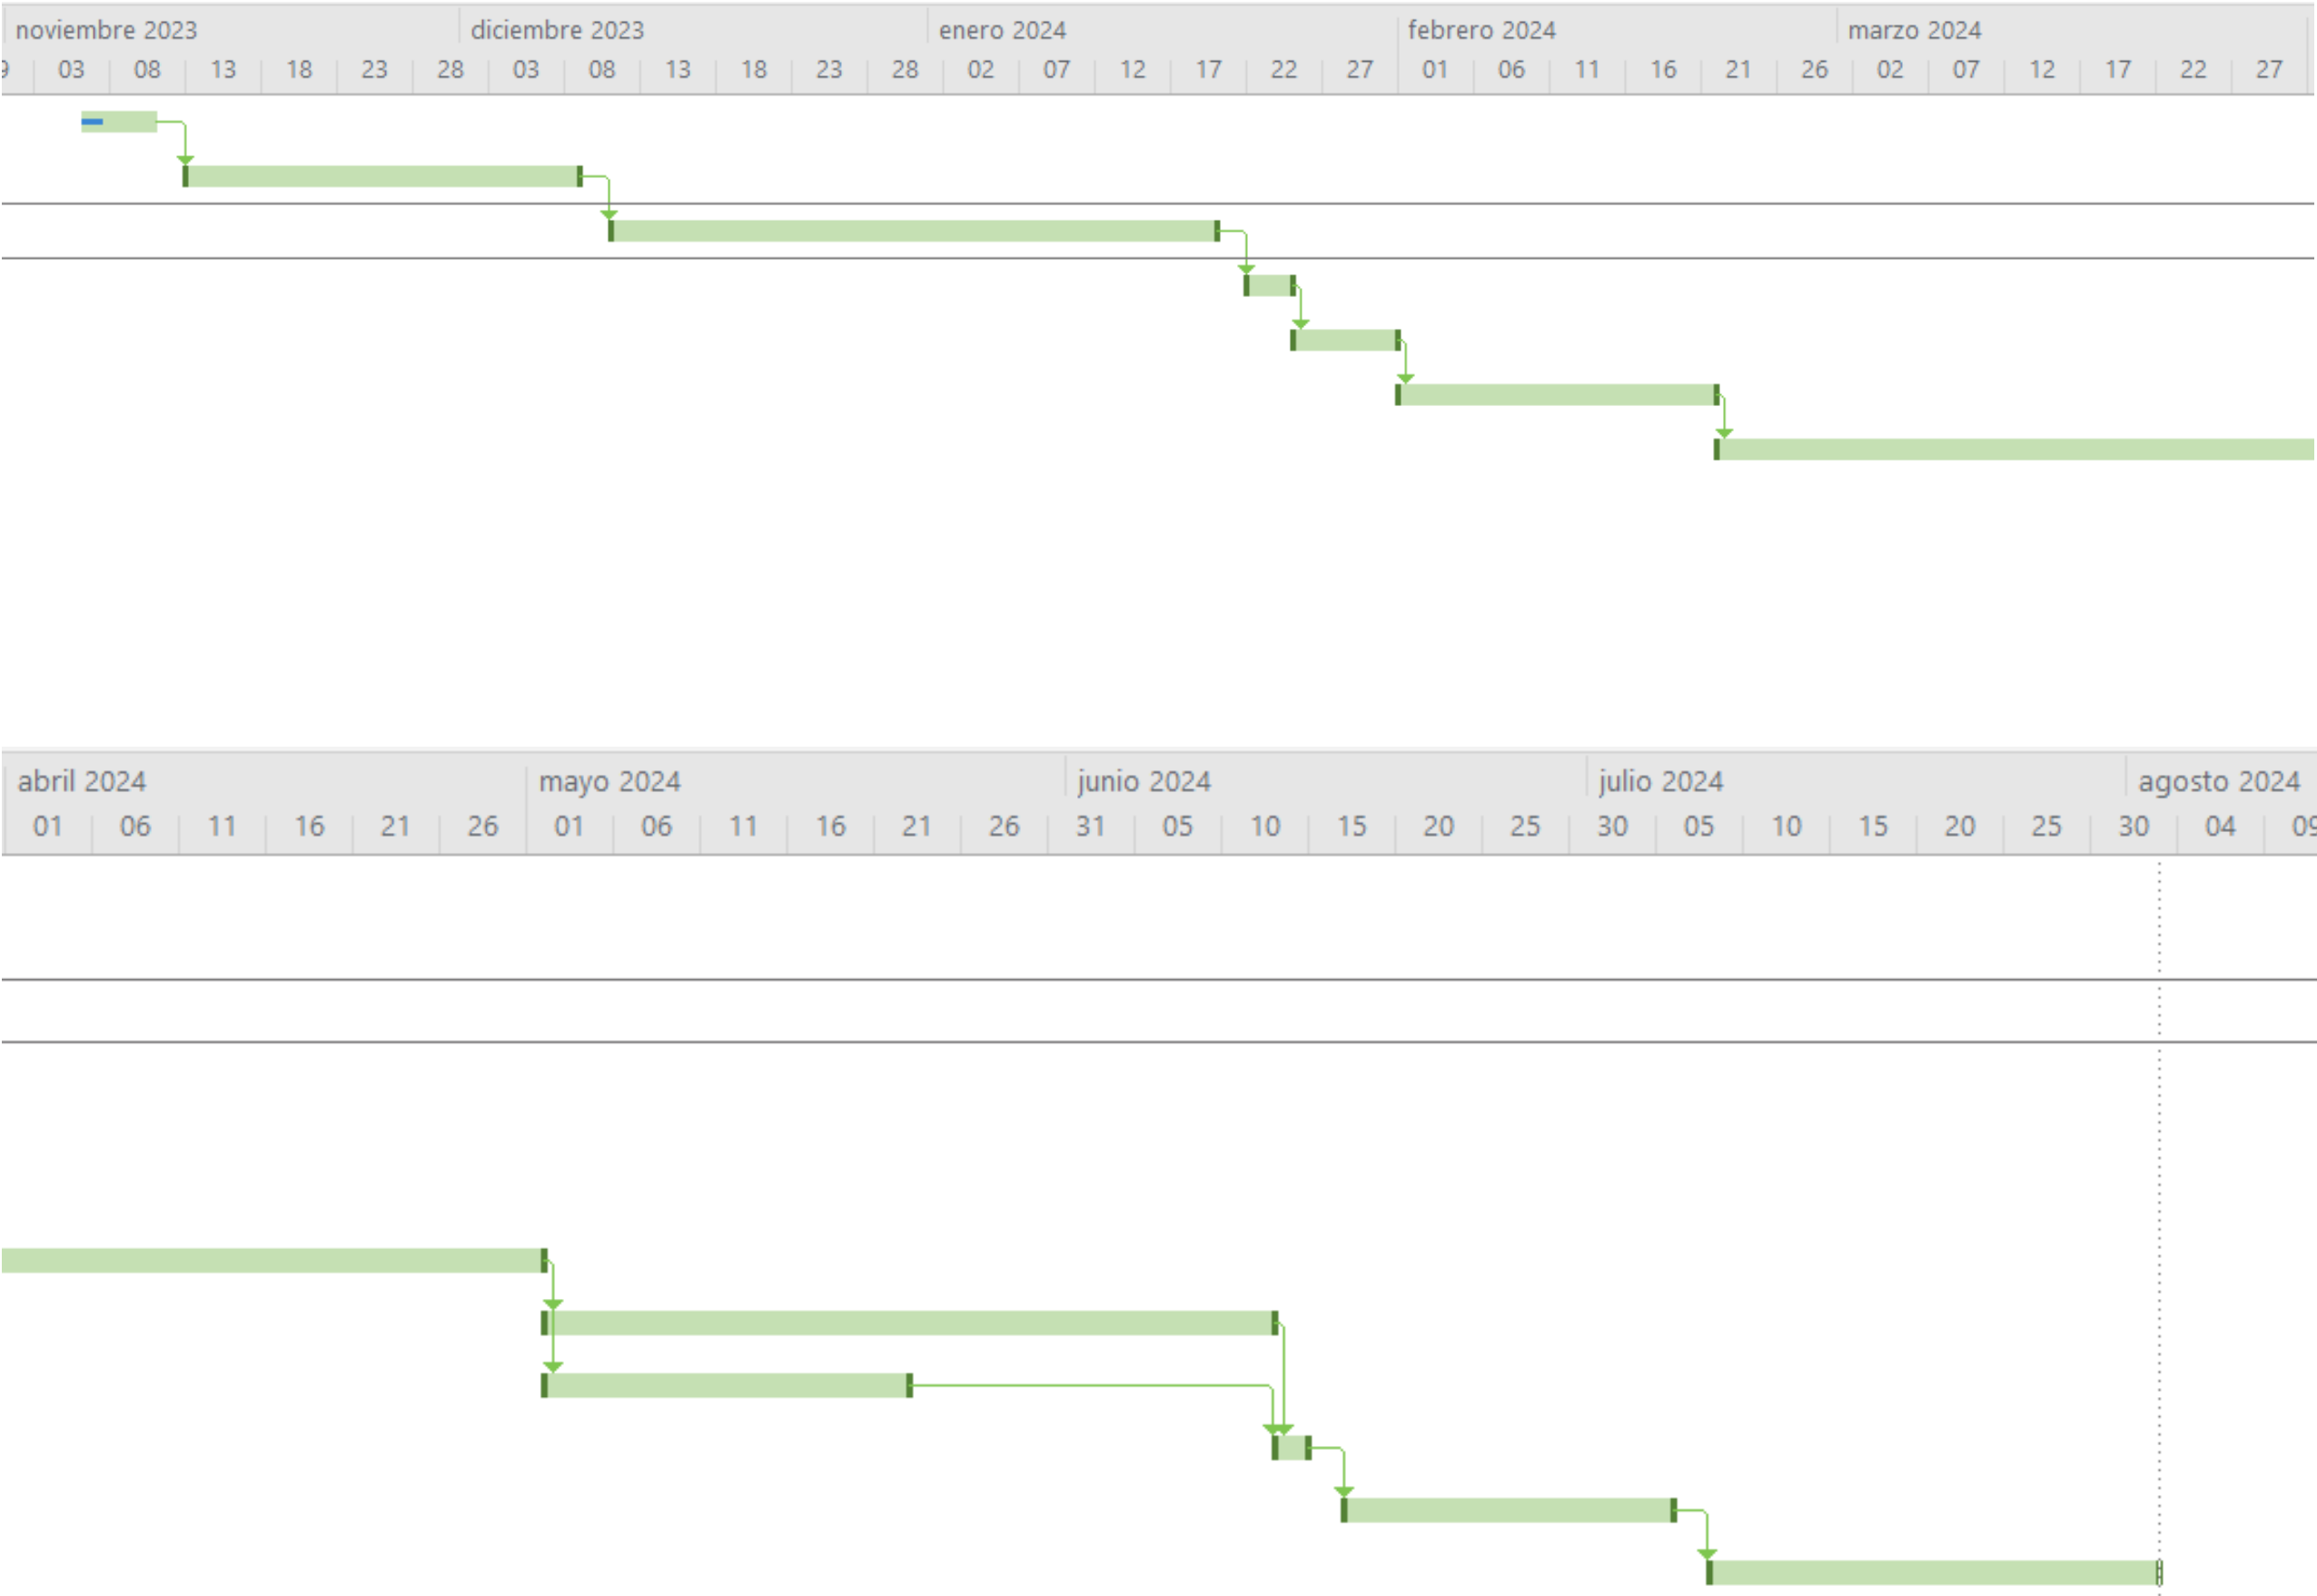 noviembre 2023 diciembre 2023 enero 2024 febrero 2024 marzo 2024
9 03 08 13 18 23 28 03 08 13 18 23 28 02 07 12 17 22 27 01 06 11 16 21 26 02 07 12 17 22 27
abril 2024 mayo 2024 junio 2024 julio 2024 agosto 2024
01 06 11 16 21 26 01 06 11 16 21 26 31 05 10 15 20 25 30 05 10 15 20 25 30 04 09